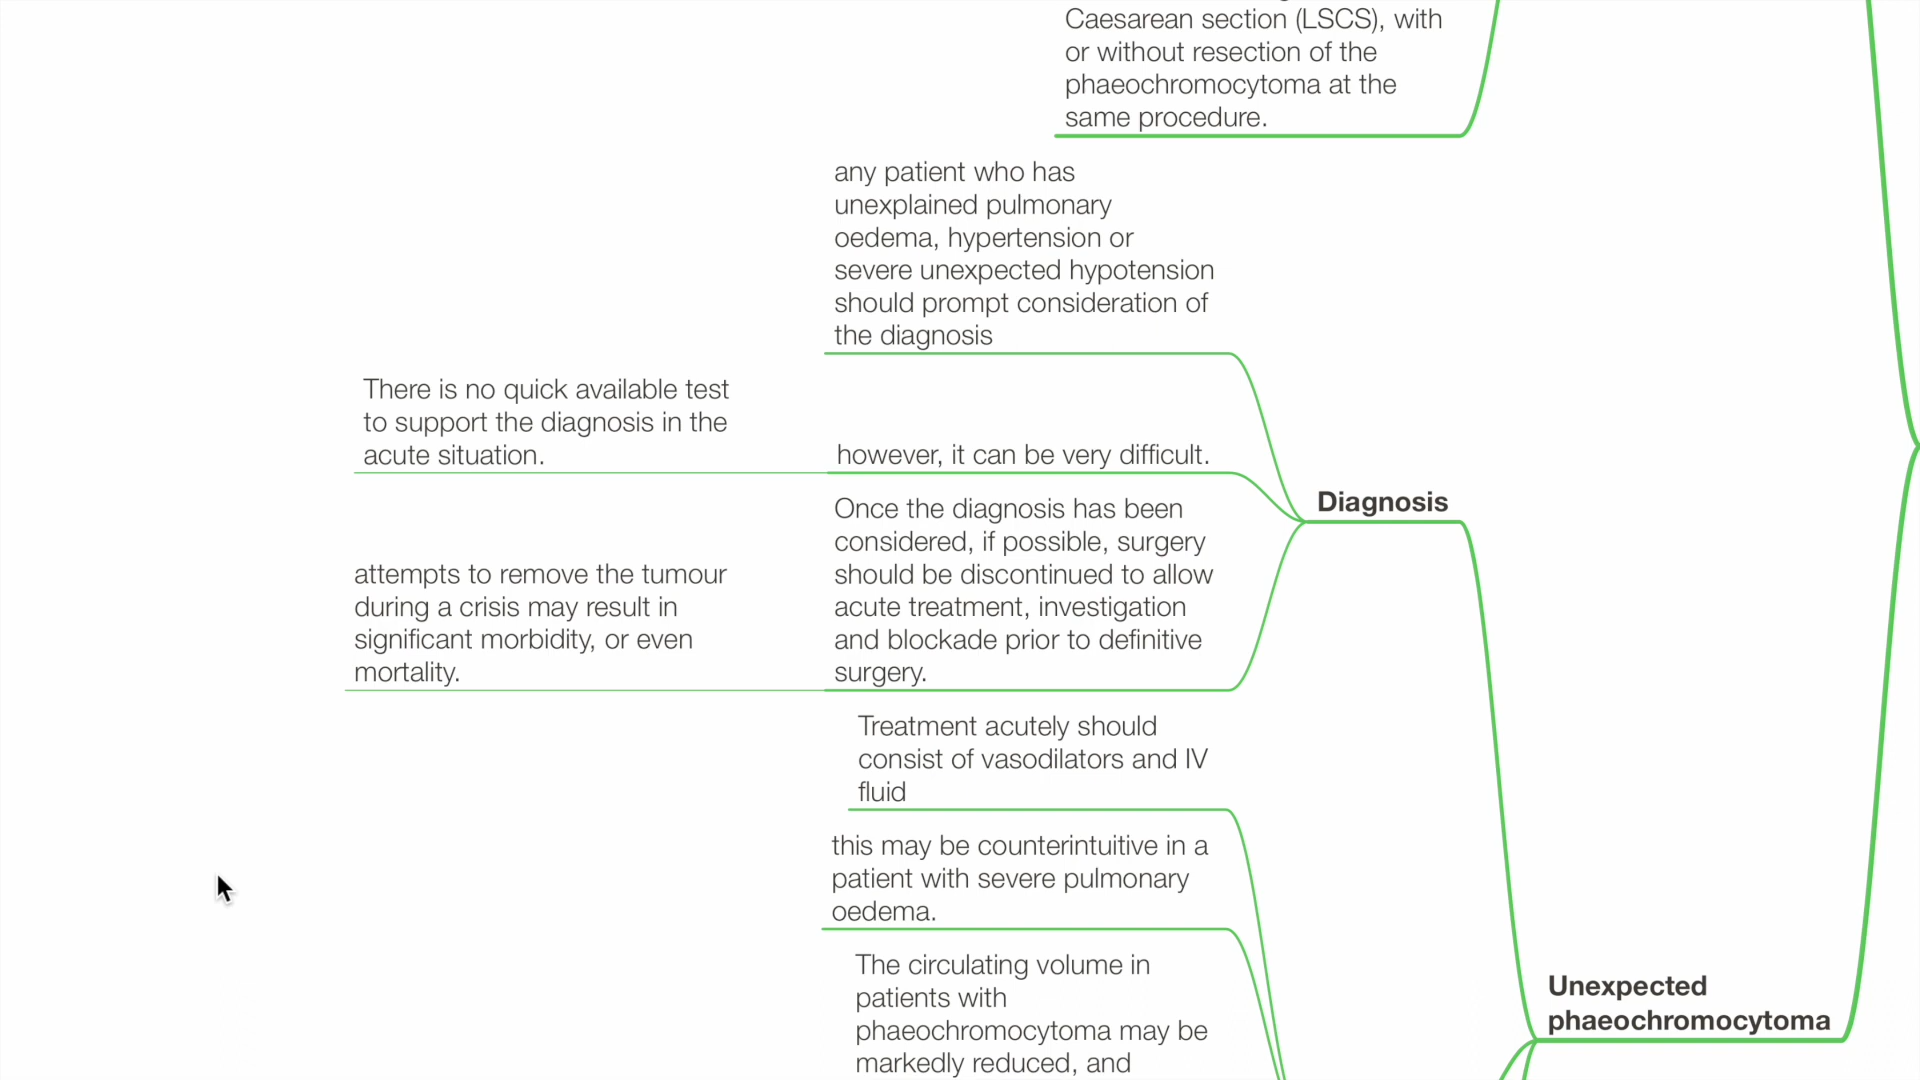 Caesarean section (LSCS), with
or without resection of the
phaeochromocytoma at the
same procedure.
any patient who has
unexplained pulmonary
oedema, hypertension or
severe unexpected hypotension
should prompt consideration of
the diagnosis
There is no quick available test
to support the diagnosis in the
acute situation.
however, it can be very difficult.
Diagnosis
Once the diagnosis has been
considered, if possible, surgery
should be discontinued to allow
acute treatment, investigation
and blockade prior to definitive
surgery.
attempts to remove the tumour
during a crisis may result in
significant morbidity, or even
mortality.
Treatment acutely should
consist of vasodilators and IV
fluid
this may be counterintuitive in a
patient with severe pulmonary
oedema.
The circulating volume in
patients with
phaeochromocytoma may be
markedly reduced, and
Unexpected
phaeochromocytoma